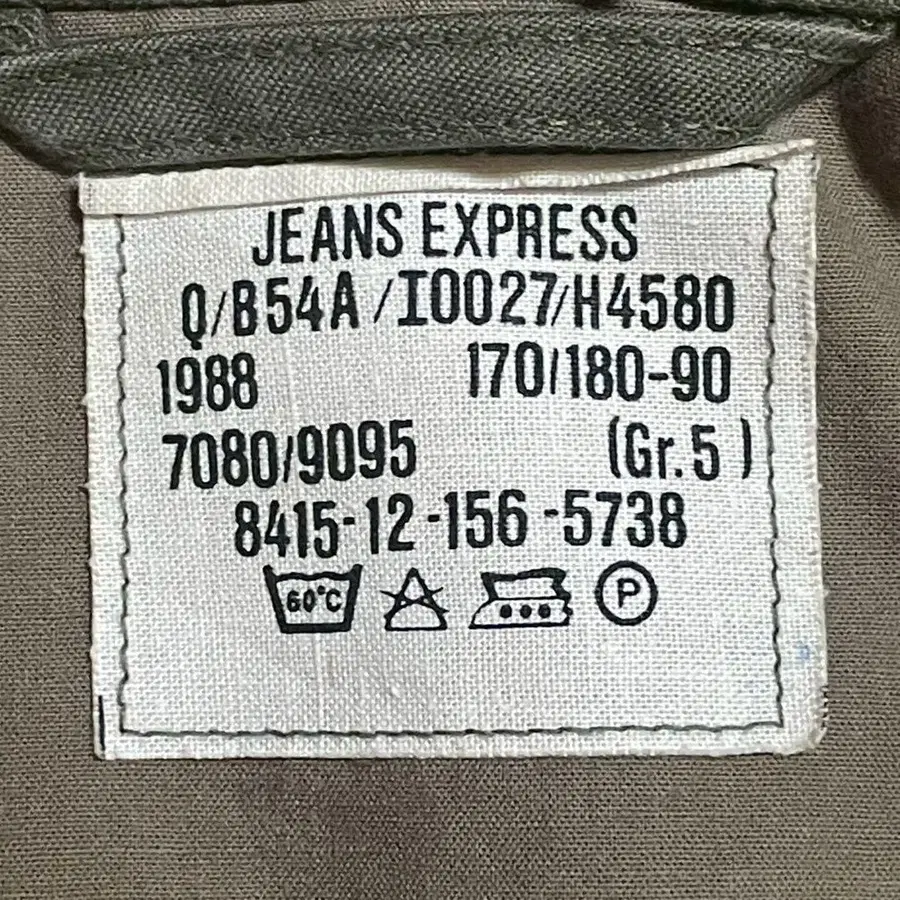 JEANS EXPRESS
Q/B54A/I0027/H4580
1988 170/180-90
7080/9095 (Gr.5)
8415-12-156-5738
60°C P